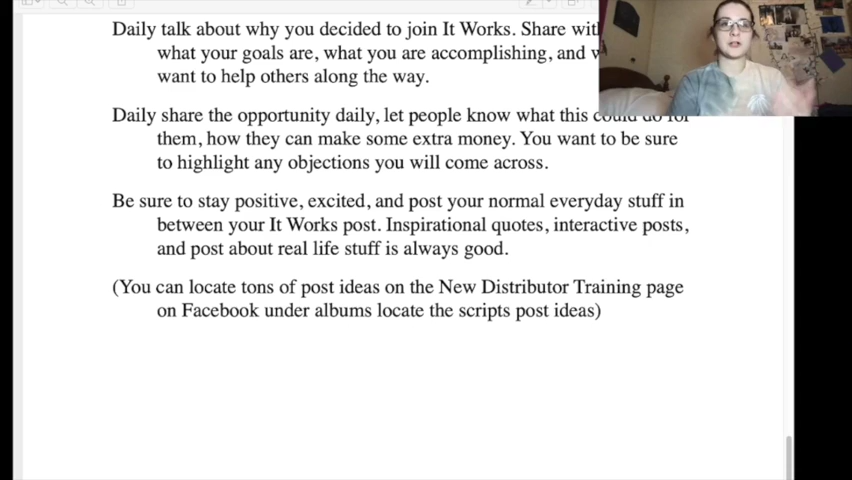 Daily talk about why you decided to join It Works. Share
what your goals are, what you are accomplishing, and
want to help others along the way.
Daily share the opportunity daily, let people know what this could do for
them, how they can make some extra money. You want to be sure
to highlight any objections you will come across.
Be sure to stay positive, excited, and post your normal everyday stuff in
between your It Works post. Inspirational quotes, interactive posts,
and post about real life stuff is always good.
(You can locate tons of post ideas on the New Distributor Training page
on Facebook under albums locate the scripts post ideas)